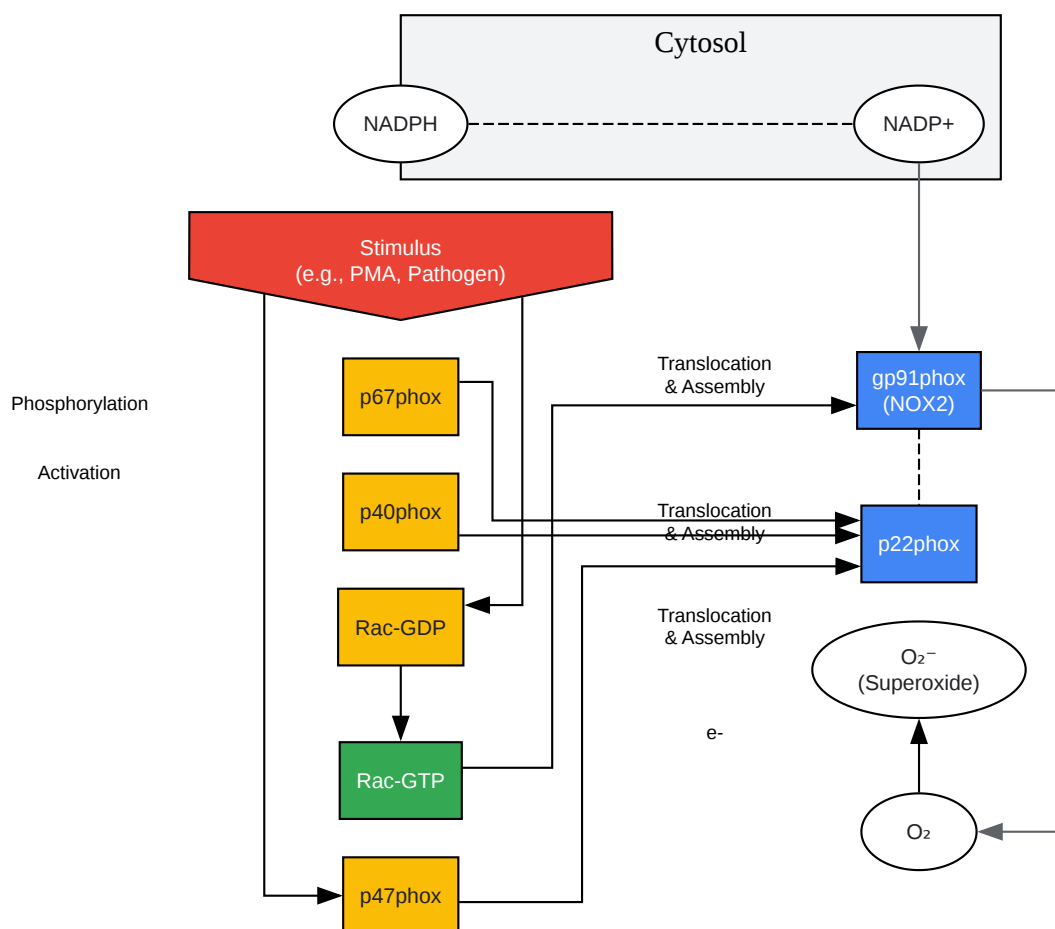 Cytosol
NADPH
NADP+
Stimulus
(e.g., PMA, Pathogen)
p67phox
Translocation
& Assembly
gp91phox
(NOX2)
Phosphorylation
Activation
p40phox
Translocation
& Assembly
p22phox
Rac-GDP
Translocation
& Assembly
O₂⁻
(Superoxide)
e-
Rac-GTP
O₂
p47phox